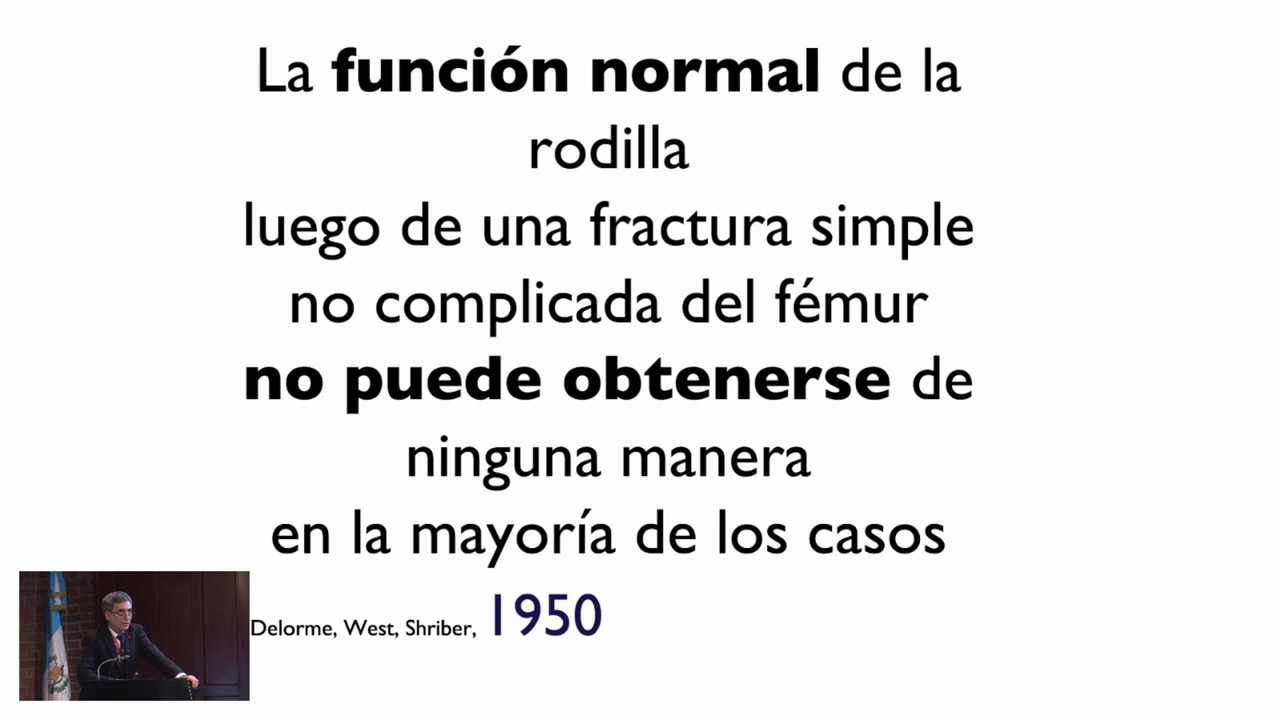 La función normal de la
rodilla
luego de una fractura simple
no complicada del fémur
no puede obtenerse de
ninguna manera
en la mayoría de los casos
Delorme, West, Shriber, 1950